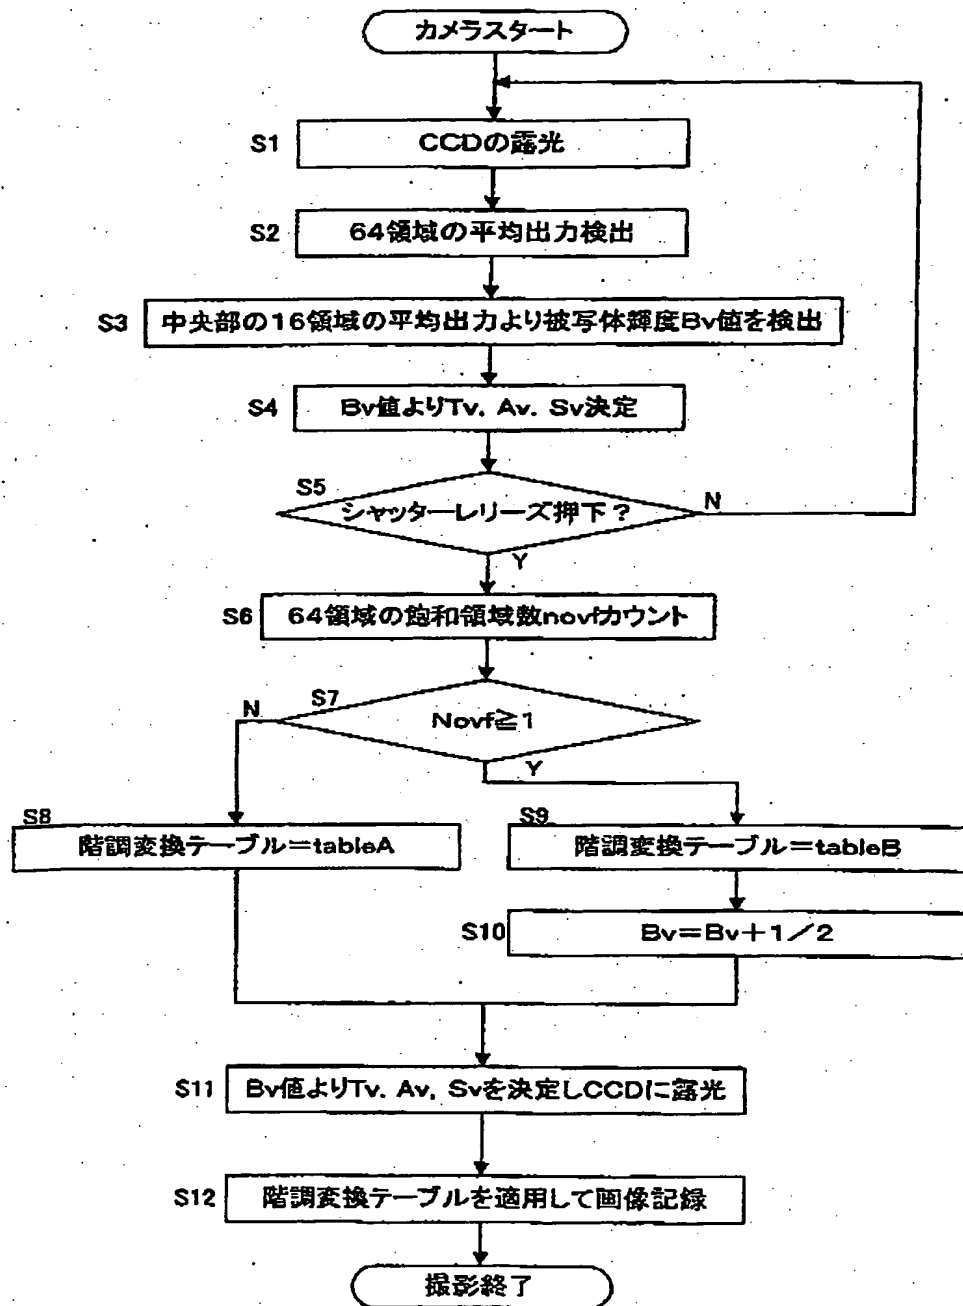 カメラスタート
S1 CCDの露光
S2 64領域の平均出力検出
S3 中央部の16領域の平均出力より被写体輝度Bv値を検出
S4 Bv値よりTv. Av. Sv決定
S5 シャッターレリーズ押下? N
Y
S6 64領域の飽和領域数novfカウント
S7 Novf≧1 N
Y
S8 階調変換テーブル=tableA
S9 階調変換テーブル=tableB
S10 Bv=Bv+1/2
S11 Bv値よりTv. Av, Svを決定しCCDに露光
S12 階調変換テーブルを適用して画像記録
撮影終了